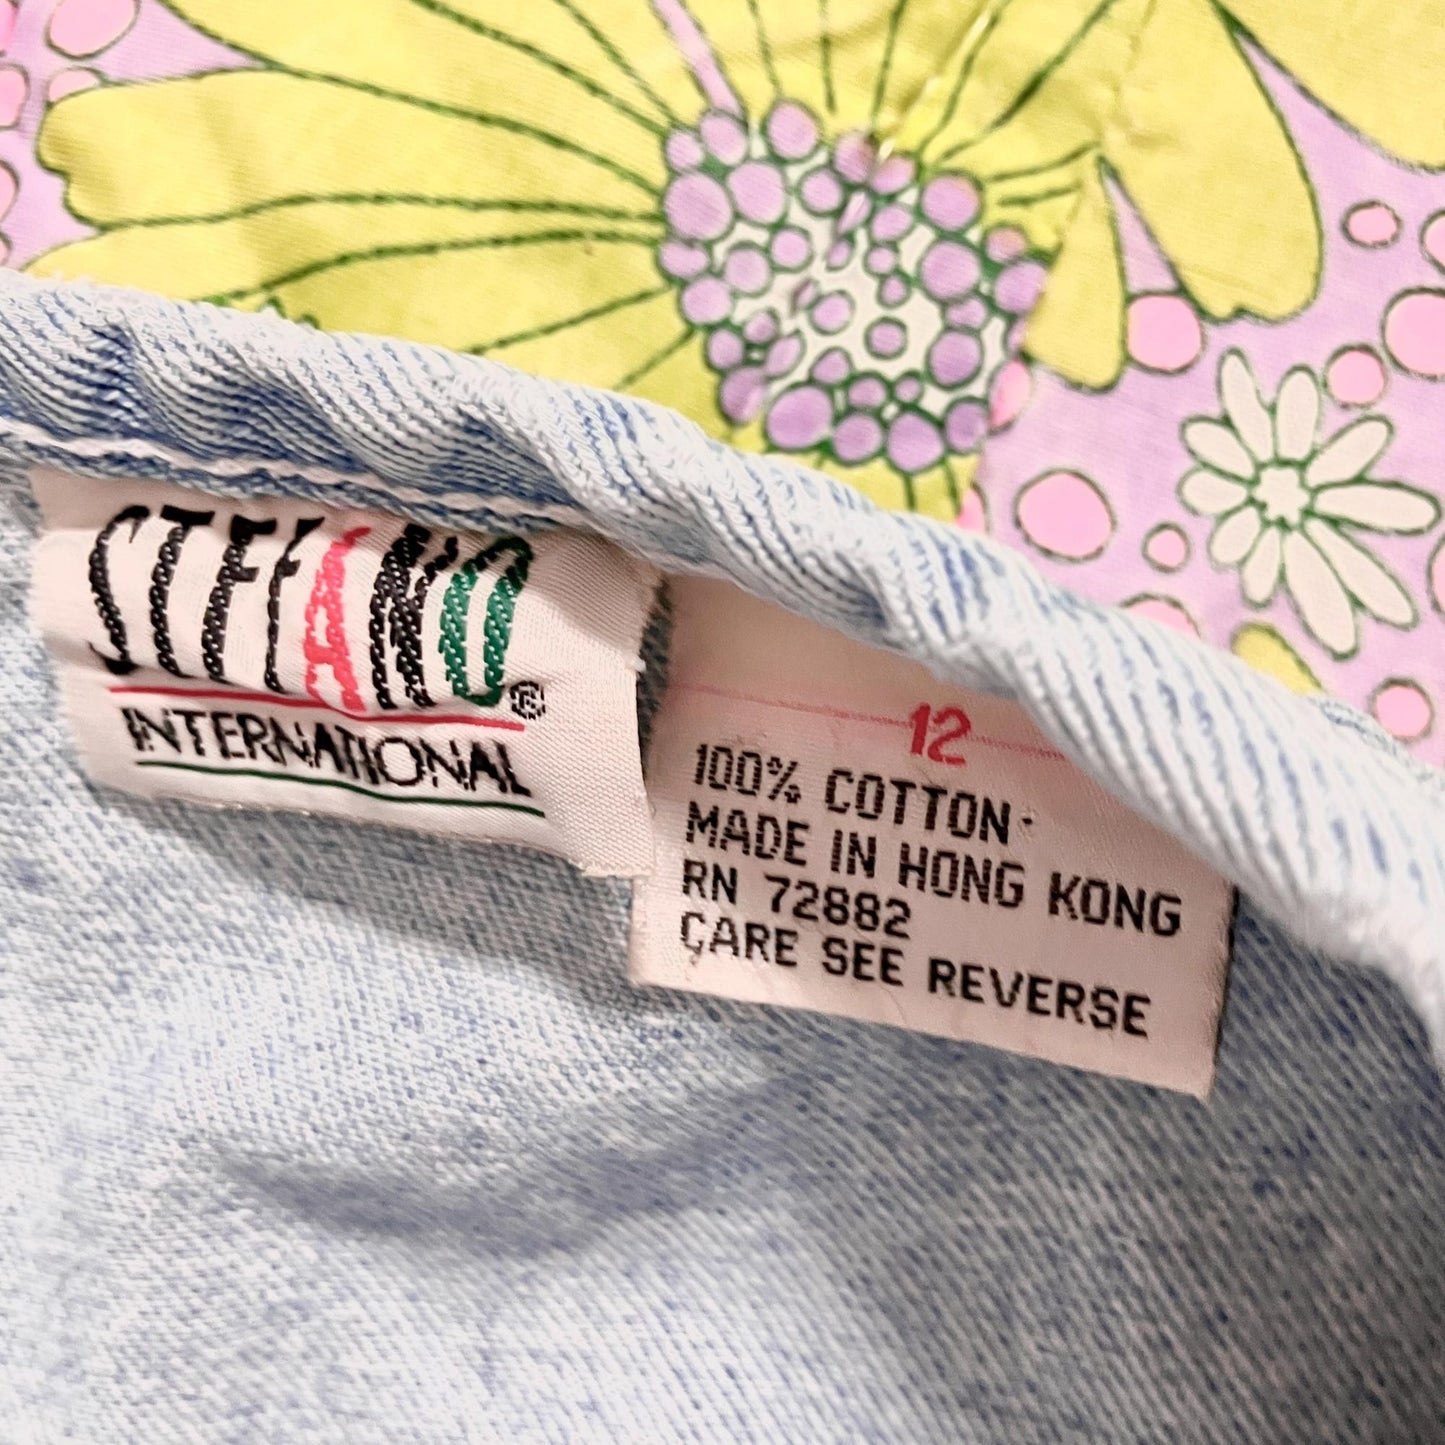 STEFANO®
INTERNATIONAL
12
100% COTTON
MADE IN HONG KONG
RN 72882
CARE SEE REVERSE